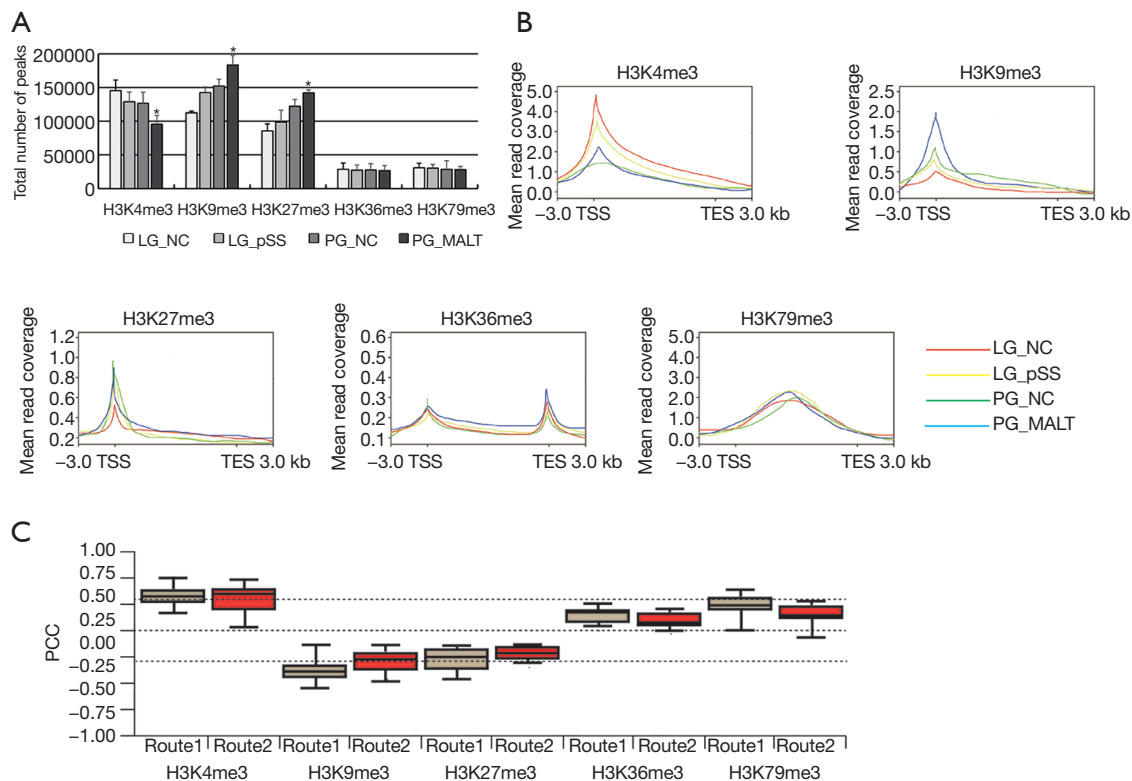 A
Total number of peaks
200000
150000
100000
50000
0
*
*
*
H3K4me3 H3K9me3 H3K27me3 H3K36me3 H3K79me3
LG_NC LG_pSS PG_NC PG_MALT
B
H3K4me3
Mean read coverage
5.0
4.0
3.0
2.0
1.0
0.0
−3.0 TSS TES 3.0 kb
H3K9me3
Mean read coverage
2.5
2.0
1.5
1.0
0.5
0.0
−3.0 TSS TES 3.0 kb
H3K27me3
Mean read coverage
1.2
1.0
0.8
0.6
0.4
0.2
−3.0 TSS TES 3.0 kb
H3K36me3
Mean read coverage
0.6
0.5
0.4
0.3
0.2
0.1
−3.0 TSS TES 3.0 kb
H3K79me3
Mean read coverage
5.0
4.0
3.0
2.0
1.0
0.0
−3.0 TSS TES 3.0 kb
LG_NC
LG_pSS
PG_NC
PG_MALT
C
PCC
1.00
0.75
0.50
0.25
0.00
−0.25
−0.50
−0.75
−1.00
Route1 Route2 Route1 Route2 Route1 Route2 Route1 Route2 Route1 Route2
H3K4me3 H3K9me3 H3K27me3 H3K36me3 H3K79me3